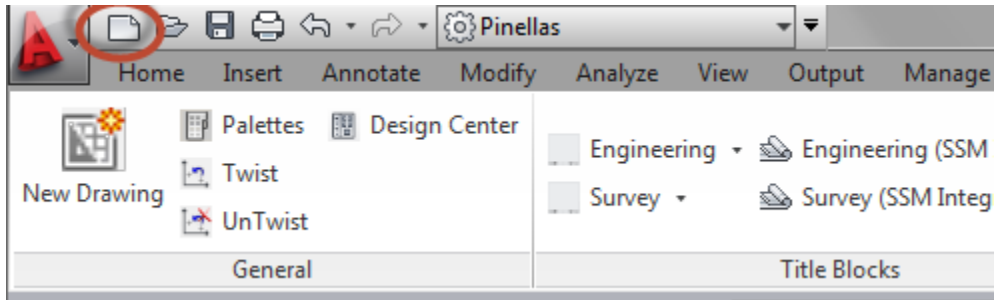 Pinellas
Home Insert Annotate Modify Analyze View Output Manage
Palettes Design Center
Engineering Engineering (SSM
Twist
New Drawing
Survey Survey (SSM Integ
UnTwist
General Title Blocks